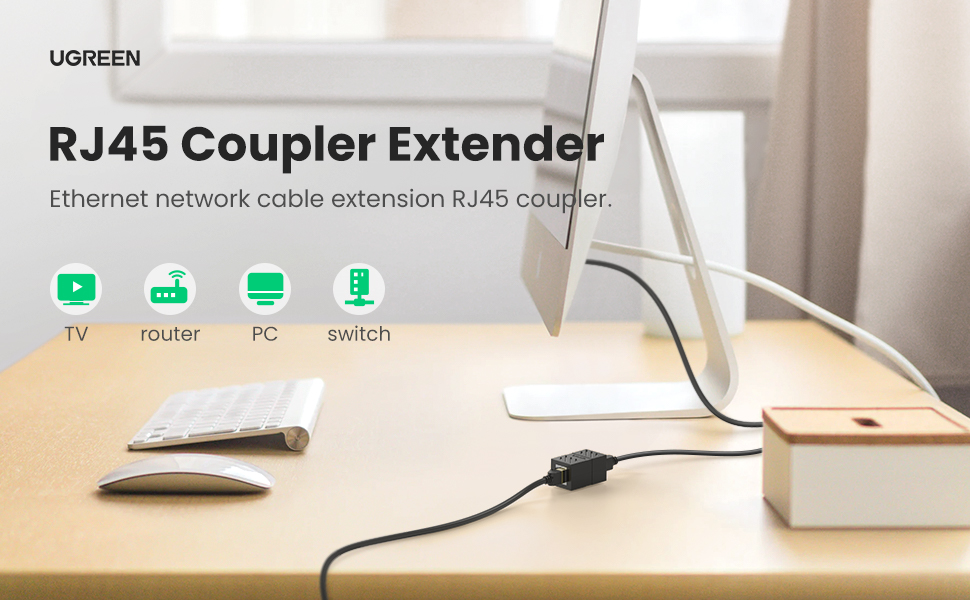 UGREEN
RJ45 Coupler Extender
Ethernet network cable extension RJ45 coupler.
TV
router
PC
switch